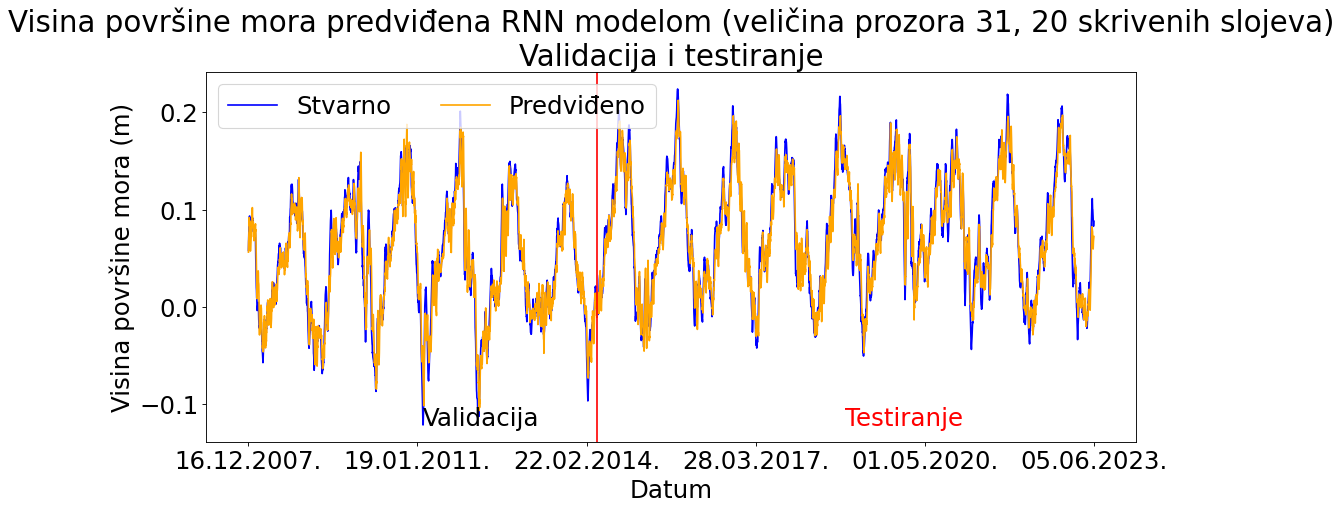 Visina površine mora predviđena RNN modelom (veličina prozora 31, 20 skrivenih slojeva)
Validacija i testiranje
Stvarno
Predviđeno
Visina površine mora (m)
0.2
0.1
0.0
−0.1
Validacija
Testiranje
16.12.2007.
19.01.2011.
22.02.2014.
28.03.2017.
01.05.2020.
05.06.2023.
Datum